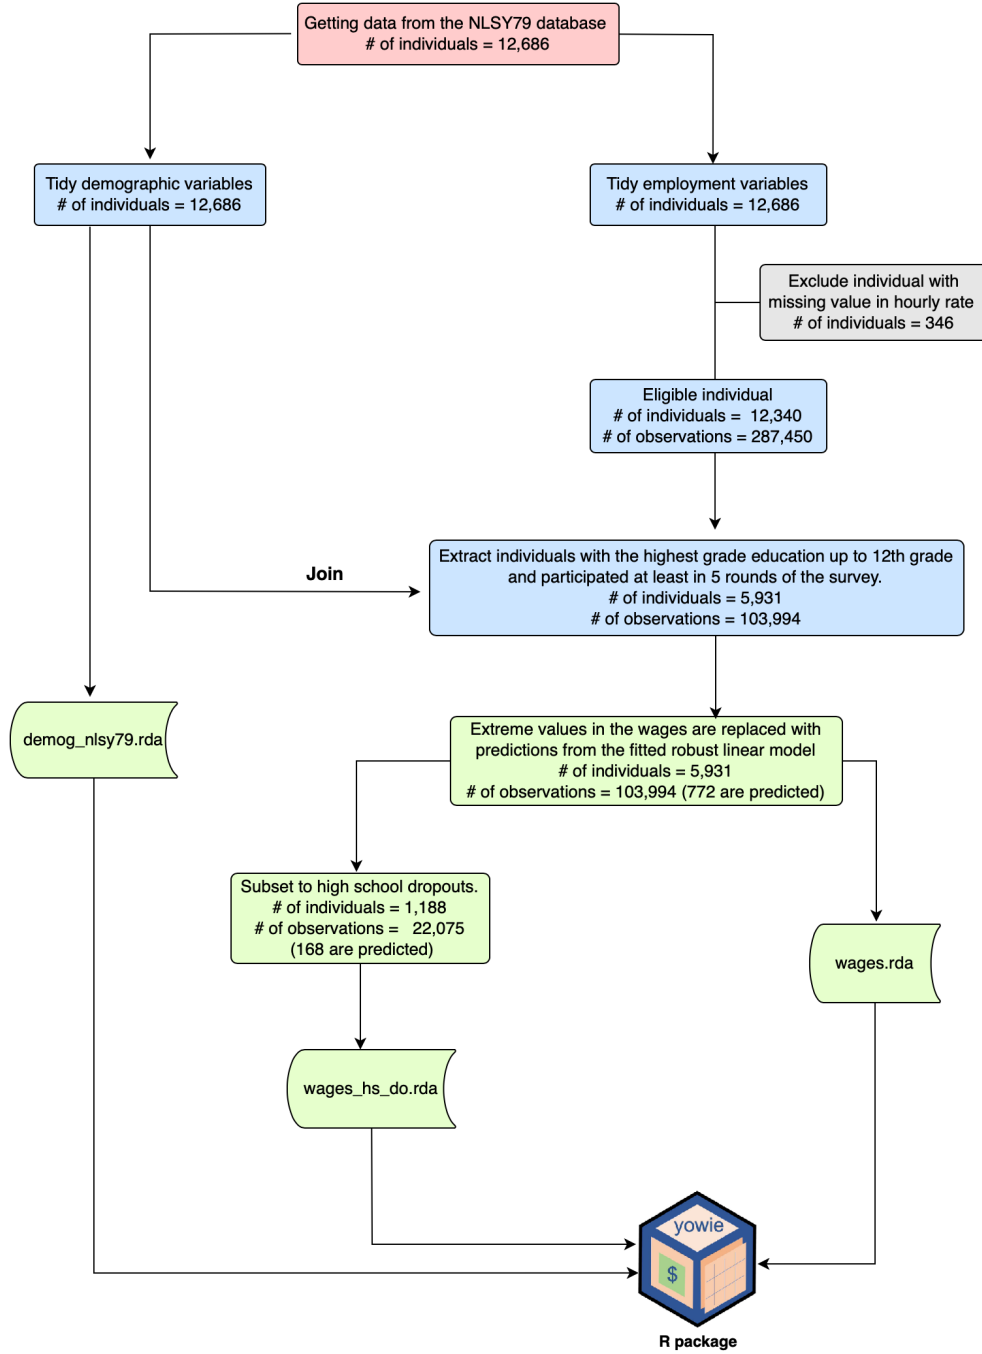 Getting data from the NLSY79 database
# of individuals = 12,686
Tidy demographic variables
# of individuals = 12,686
Tidy employment variables
# of individuals = 12,686
Exclude individual with
missing value in hourly rate
# of individuals = 346
Eligible individual
# of individuals = 12,340
# of observations = 287,450
Join
Extract individuals with the highest grade education up to 12th grade
and participated at least in 5 rounds of the survey.
# of individuals = 5,931
# of observations = 103,994
demog_nlsy79.rda
Extreme values in the wages are replaced with
predictions from the fitted robust linear model
# of individuals = 5,931
# of observations = 103,994 (772 are predicted)
Subset to high school dropouts.
# of individuals = 1,188
# of observations = 22,075
(168 are predicted)
wages.rda
wages_hs_do.rda
yowie
$
R package